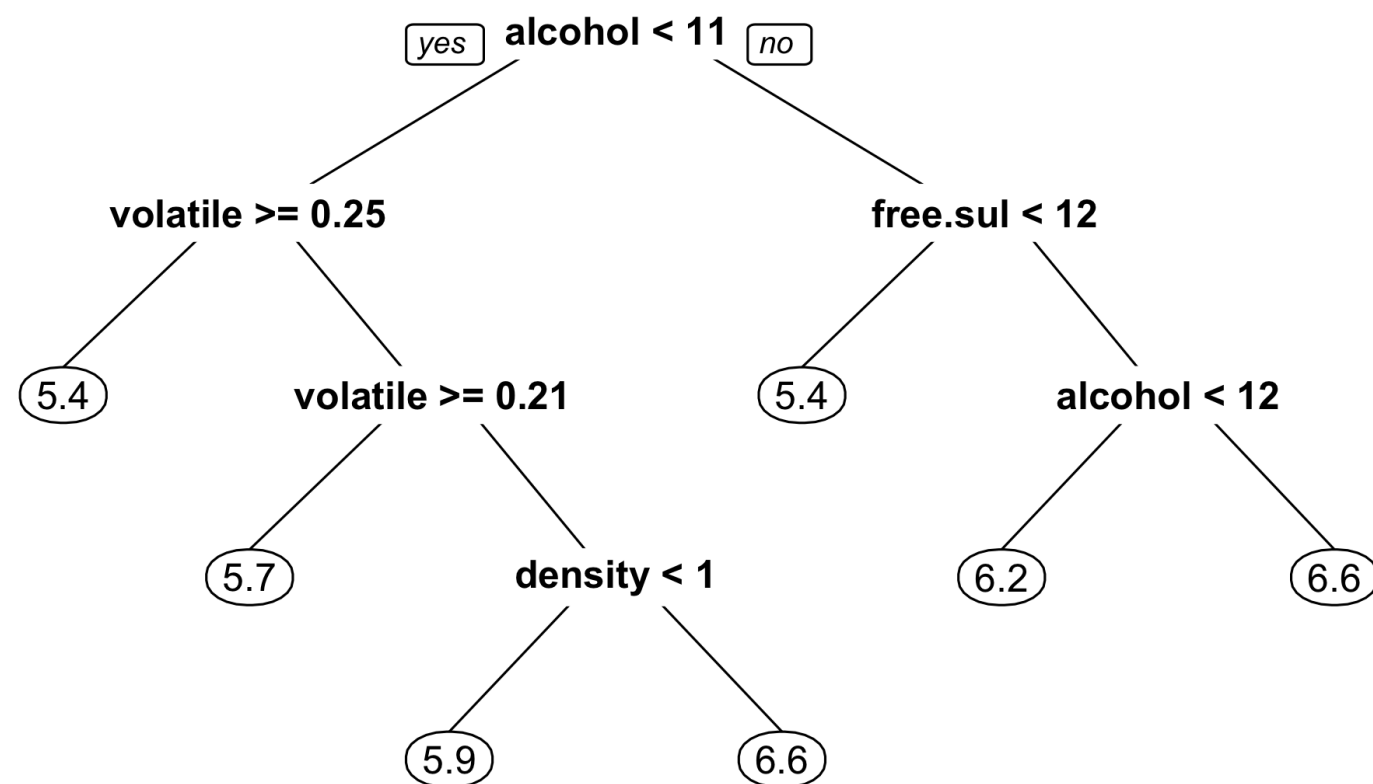 yes alcohol < 11 no
volatile >= 0.25 free.sul < 12
5.4 volatile >= 0.21 5.4 alcohol < 12
5.7 density < 1 6.2 6.6
5.9 6.6